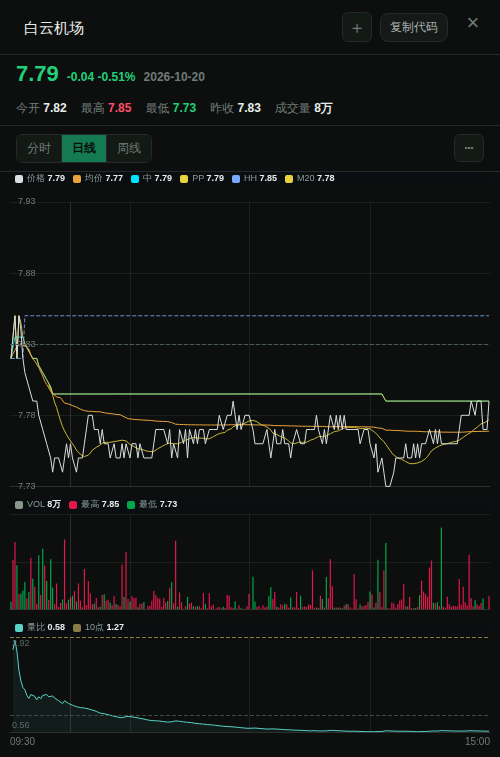 白云机场
＋
复制代码
×
7.79 -0.04 -0.51% 2026-10-20
今开 7.82 最高 7.85 最低 7.73 昨收 7.83 成交量 8万
分时 日线 周线
···
价格 7.79 均价 7.77 中 7.79 PP 7.79 HH 7.85 M20 7.78
7.93
7.88
7.83
7.78
7.73
VOL 8万 最高 7.85 最低 7.73
量比 0.58 10点 1.27
.92
0.56
09:30 15:00